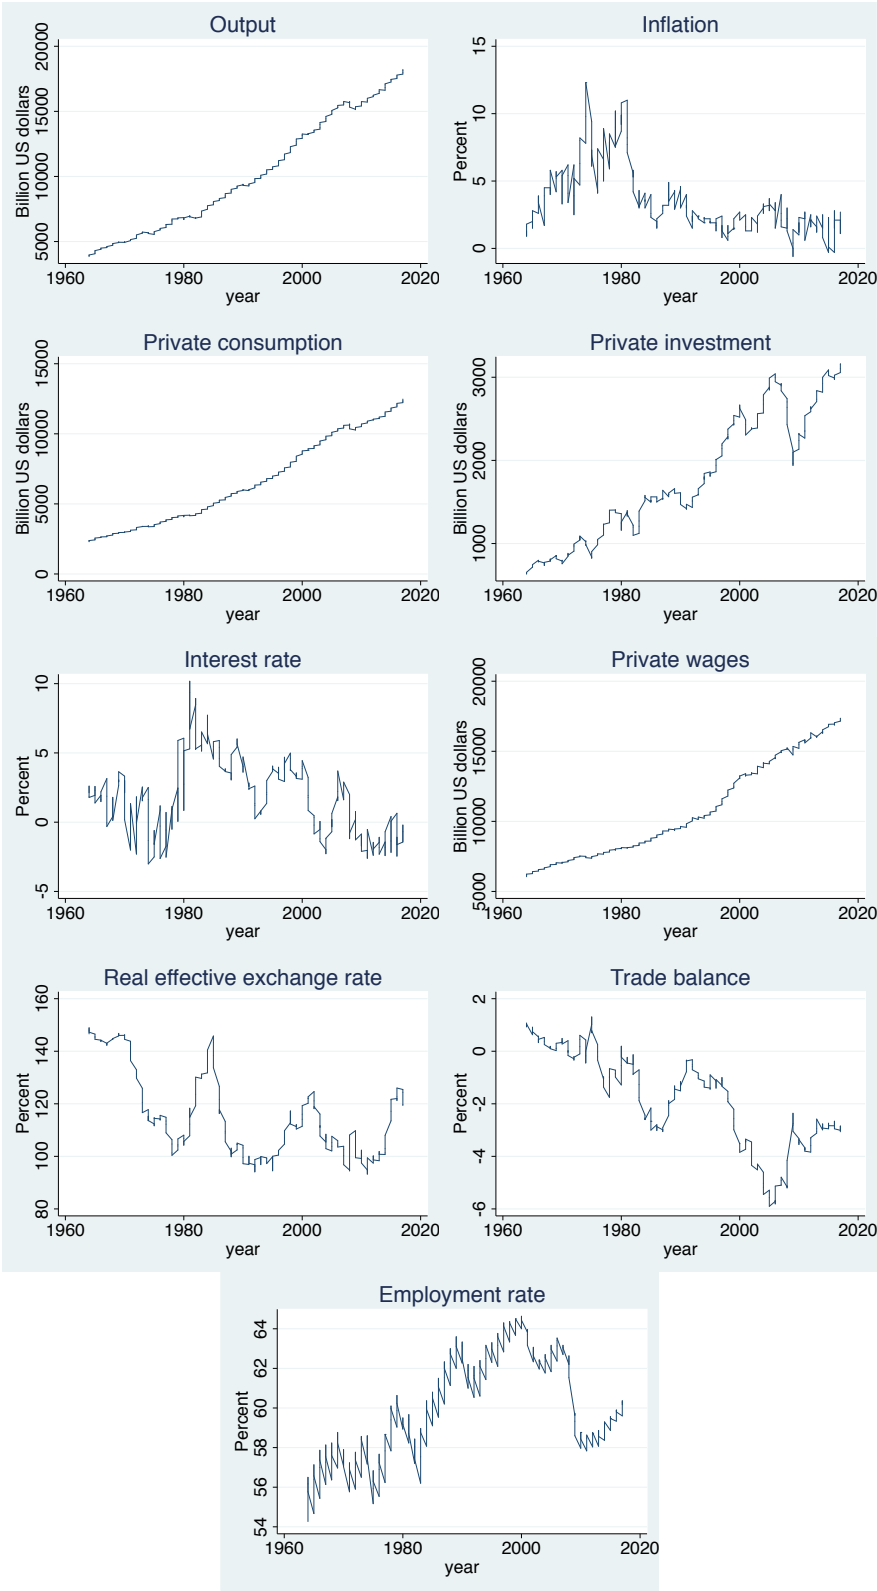 Output
Billion US dollars
20000
15000
10000
5000
1960 1980 2000 2020
year
Inflation
Percent
15
10
5
0
1960 1980 2000 2020
year
Private consumption
Billion US dollars
15000
10000
5000
0
1960 1980 2000 2020
year
Private investment
Billion US dollars
3000
2000
1000
1960 1980 2000 2020
year
Interest rate
Percent
10
5
0
-5
1960 1980 2000 2020
year
Private wages
Billion US dollars
20000
15000
10000
5000
1960 1980 2000 2020
year
Real effective exchange rate
Percent
160
140
120
100
80
1960 1980 2000 2020
year
Trade balance
Percent
2
0
-2
-4
-6
1960 1980 2000 2020
year
Employment rate
Percent
64
62
60
58
56
54
1960 1980 2000 2020
year